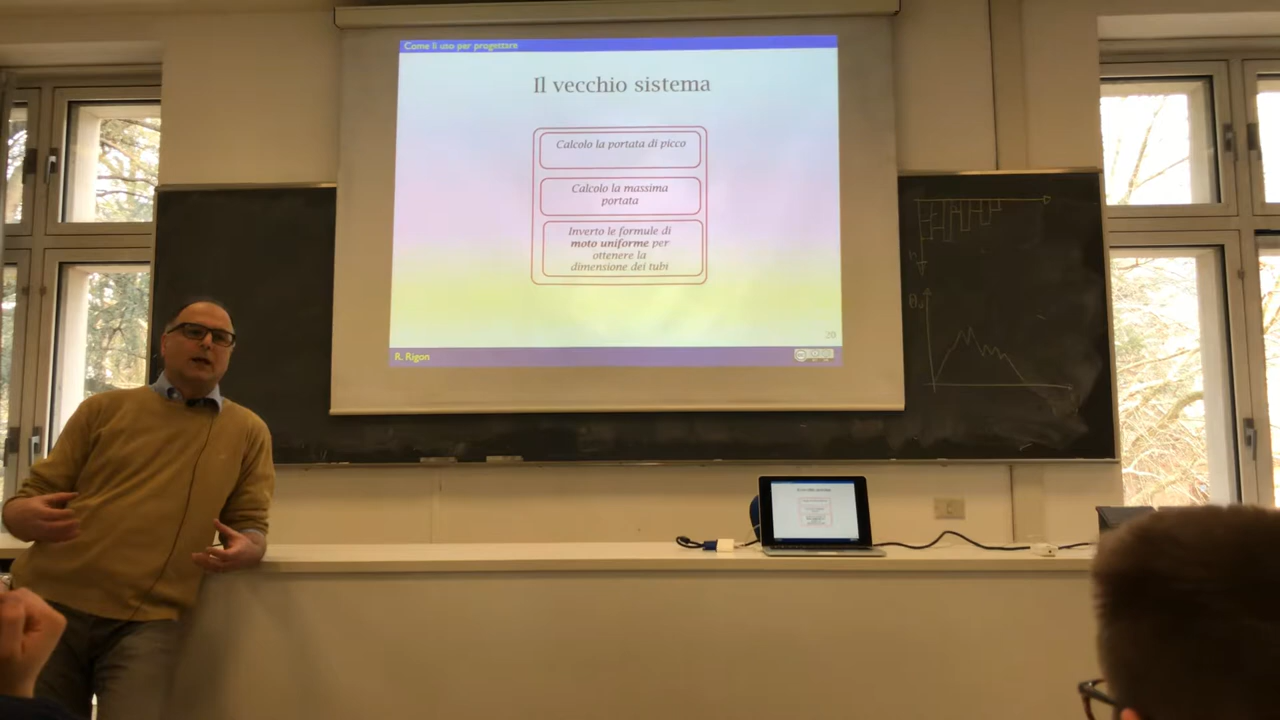 Come li uso per progettare
Il vecchio sistema
Calcolo la portata di picco
Calcolo la massima
portata
Inverto le formule di
moto uniforme per
ottenere la
dimensione dei tubi
20
R. Rigon